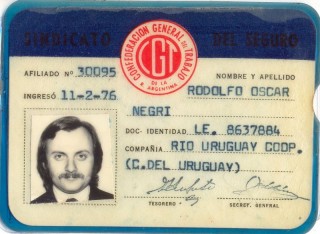 SINDICATO DEL SEGURO
CONFEDERACION GENERAL DEL TRABAJO
DE LA
R. ARGENTINA
CGT
AFILIADO Nº 30095
NOMBRE Y APELLIDO
INGRESÓ 11-2-76
RODOLFO OSCAR
NEGRI
DOC. IDENTIDAD LE. 8637884
COMPAÑIA RIO URUGUAY COOP.
(C.DEL URUGUAY)
TESORERO SECRET. GENERAL